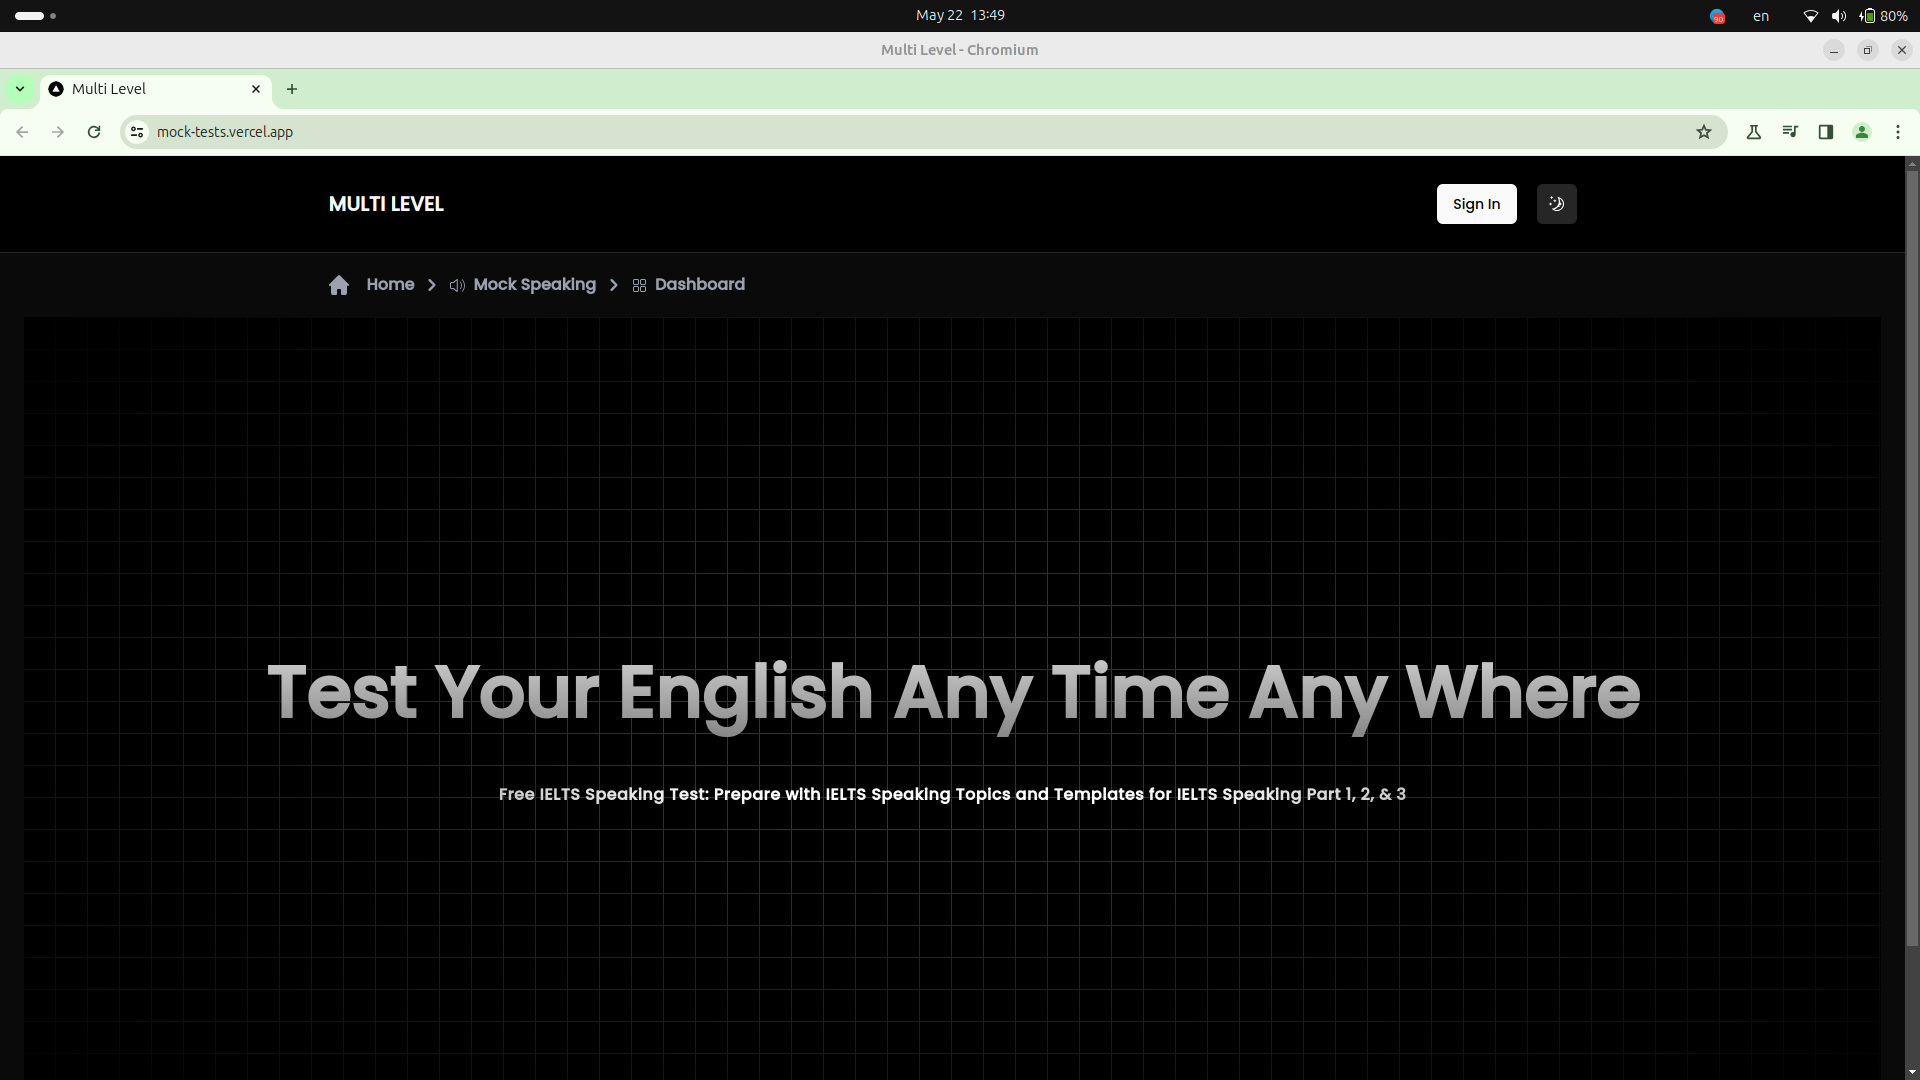 May 22 13:49
90
en
80%
Multi Level - Chromium
Multi Level
mock-tests.vercel.app
MULTI LEVEL
Sign In
Home
Mock Speaking
Dashboard
Test Your English Any Time Any Where
Free IELTS Speaking Test: Prepare with IELTS Speaking Topics and Templates for IELTS Speaking Part 1, 2, & 3